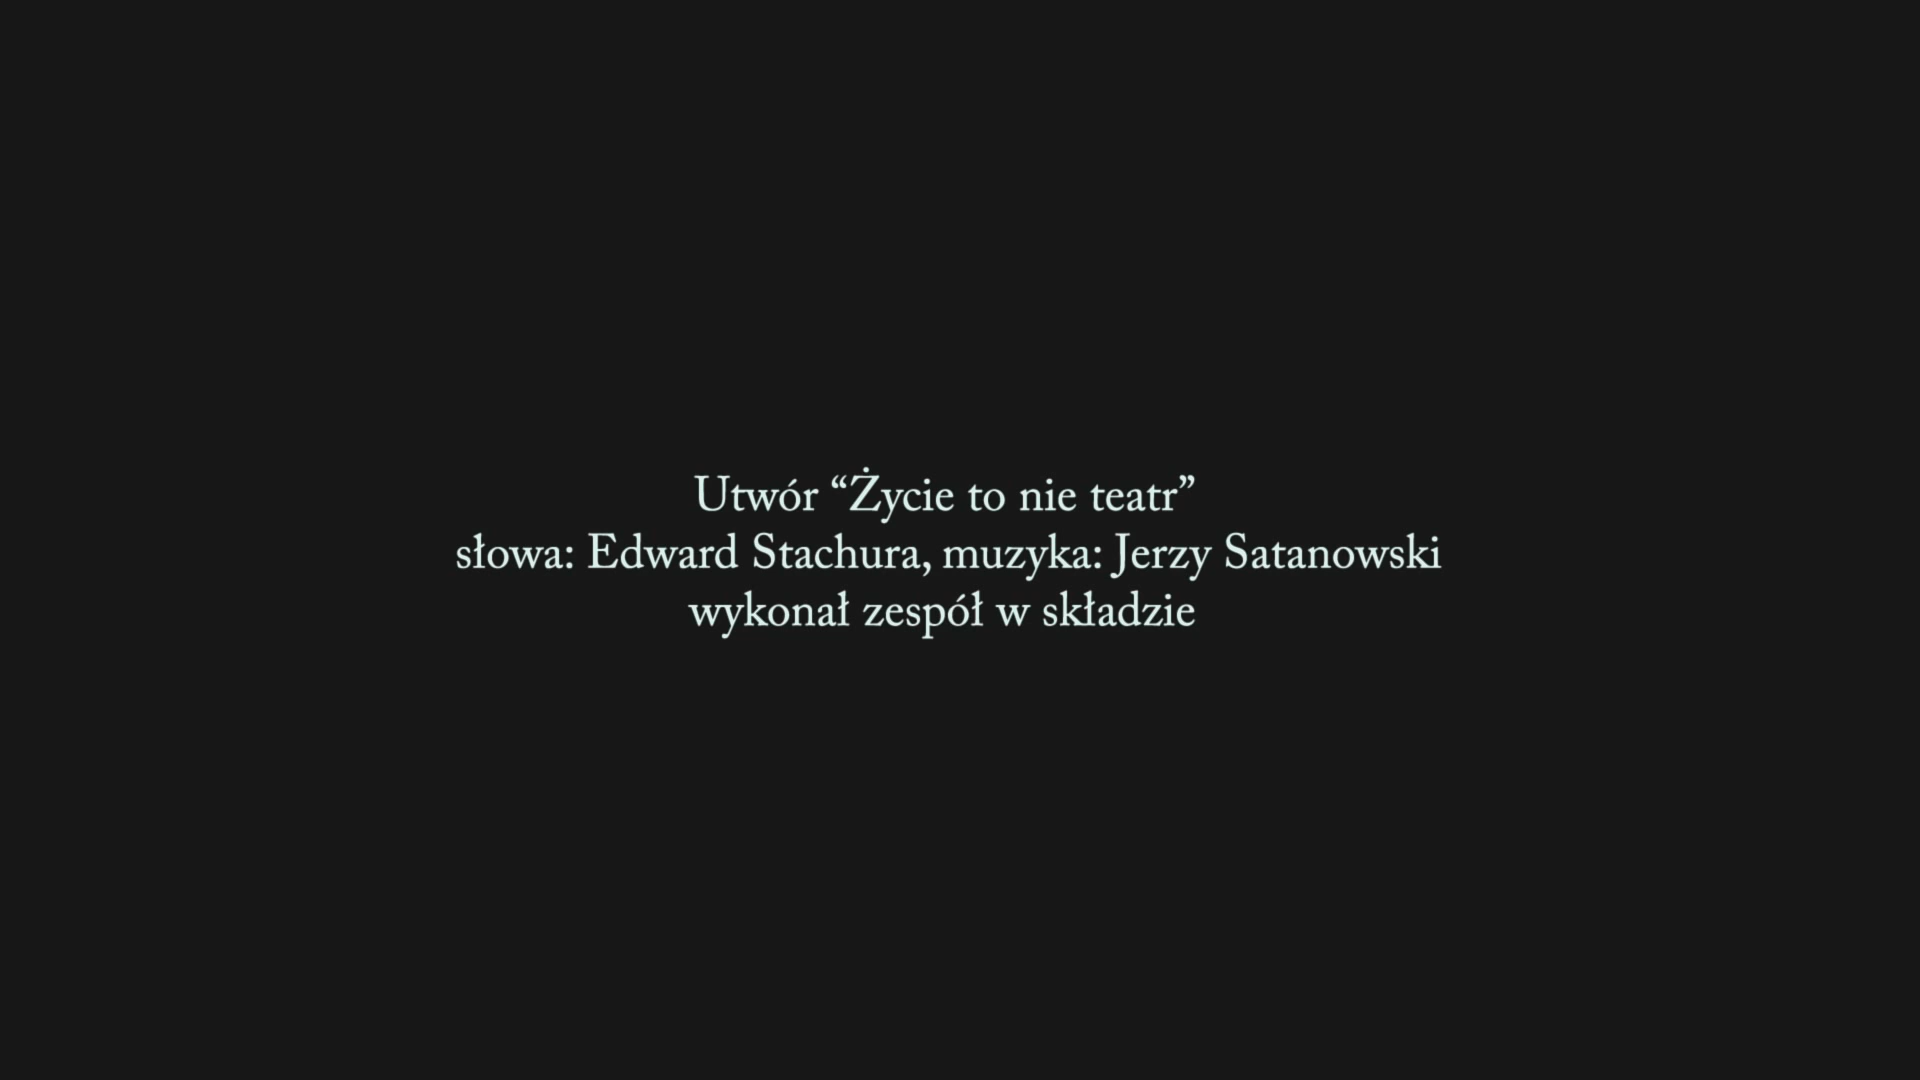 Utwór “Życie to nie teatr”
słowa: Edward Stachura, muzyka: Jerzy Satanowski
wykonał zespół w składzie